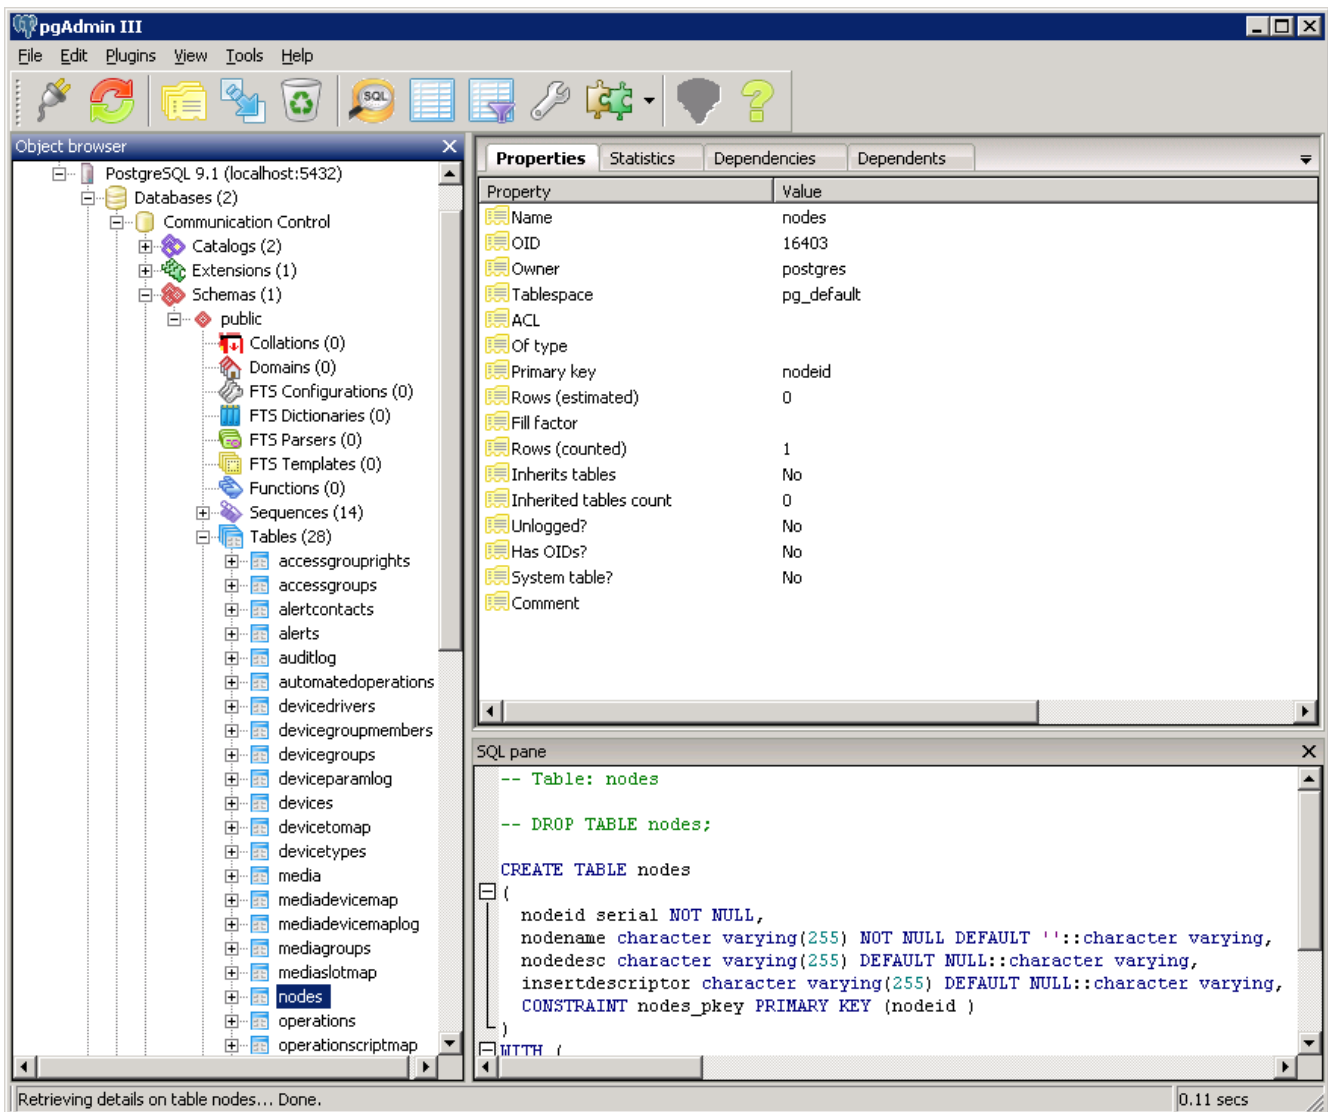 pgAdmin III
File Edit Plugins View Tools Help
SQL
Object browser
PostgreSQL 9.1 (localhost:5432)
Databases (2)
Communication Control
Catalogs (2)
Extensions (1)
Schemas (1)
public
Collations (0)
Domains (0)
FTS Configurations (0)
FTS Dictionaries (0)
FTS Parsers (0)
FTS Templates (0)
Functions (0)
Sequences (14)
Tables (28)
accessgrouprights
accessgroups
alertcontacts
alerts
auditlog
automatedoperations
devicedrivers
devicegroupmembers
devicegroups
deviceparamlog
devices
devicetomap
devicetypes
media
mediadevicemap
mediadevicemaplog
mediagroups
mediaslotmap
nodes
operations
operationscriptmap
Properties Statistics Dependencies Dependents
Property Value
Name nodes
OID 16403
Owner postgres
Tablespace pg_default
ACL
Of type
Primary key nodeid
Rows (estimated) 0
Fill factor
Rows (counted) 1
Inherits tables No
Inherited tables count 0
Unlogged? No
Has OIDs? No
System table? No
Comment
SQL pane
-- Table: nodes
-- DROP TABLE nodes;
CREATE TABLE nodes
(
nodeid serial NOT NULL,
nodename character varying(255) NOT NULL DEFAULT ''::character varying,
nodedesc character varying(255) DEFAULT NULL::character varying,
insertdescriptor character varying(255) DEFAULT NULL::character varying,
CONSTRAINT nodes_pkey PRIMARY KEY (nodeid )
)
WITH (
Retrieving details on table nodes... Done.
0.11 secs